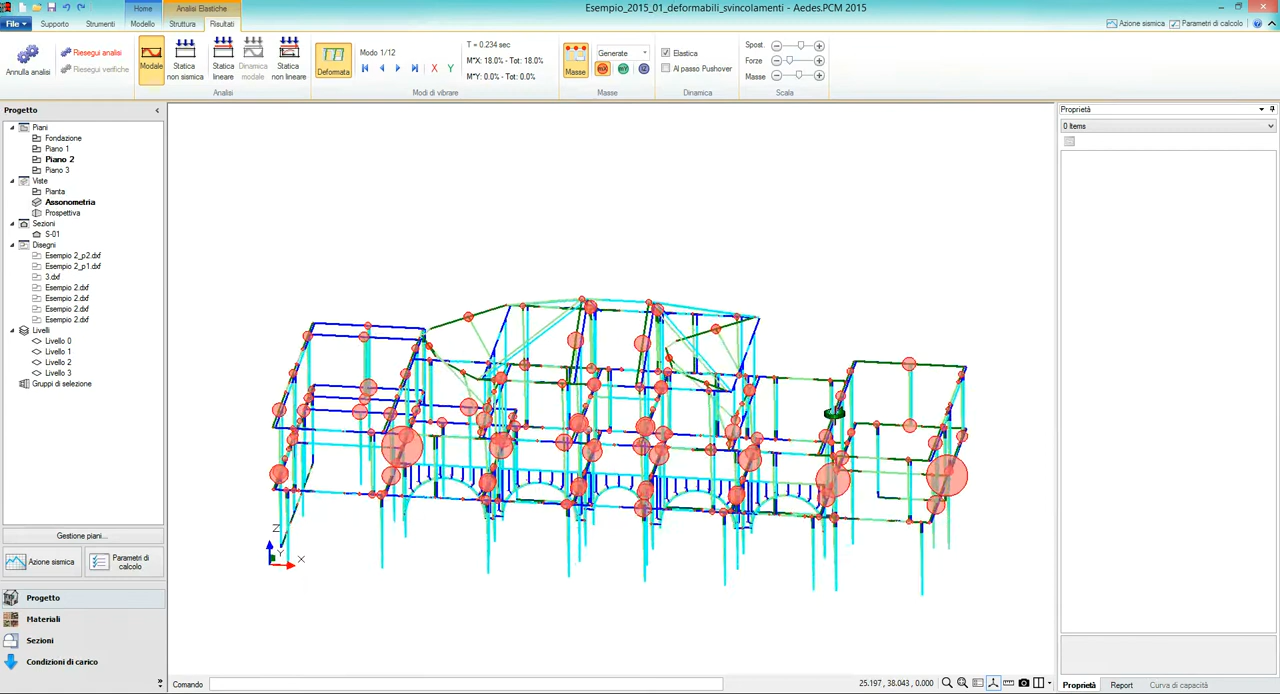 Esempio_2015_01_deformabili_svincolamenti - Aedes.PCM 2015
Home
Analisi Elastiche
File
Supporto
Strumenti
Modello
Struttura
Risultati
Azione sismica
Parametri di calcolo
Annulla analisi
Riesegui analisi
Riesegui verifiche
Modale
Statica non sismica
Statica lineare
Dinamica modale
Statica non lineare
Analisi
Deformata
Modo 1/12
X
Y
T = 0.234 sec
M*X: 18.0% - Tot: 18.0%
M*Y: 0.0% - Tot: 0.0%
Modi di vibrare
Masse
Generate
Masse
Elastica
Al passo Pushover
Dinamica
Spost.
Forze
Masse
Scala
Progetto
Piani
Fondazione
Piano 1
Piano 2
Piano 3
Viste
Pianta
Assonometria
Prospettiva
Sezioni
S-01
Disegni
Esempio 2_p2.dxf
Esempio 2_p1.dxf
3.dxf
Esempio 2.dxf
Esempio 2.dxf
Esempio 2.dxf
Esempio 2.dxf
Livelli
Livello 0
Livello 1
Livello 2
Livello 3
Gruppi di selezione
Gestione piani...
Azione sismica
Parametri di calcolo
Progetto
Materiali
Sezioni
Condizioni di carico
Z
Y
X
Comando
25.197, 38.043, 0.000
Proprietà
0 Items
Proprietà
Report
Curva di capacità